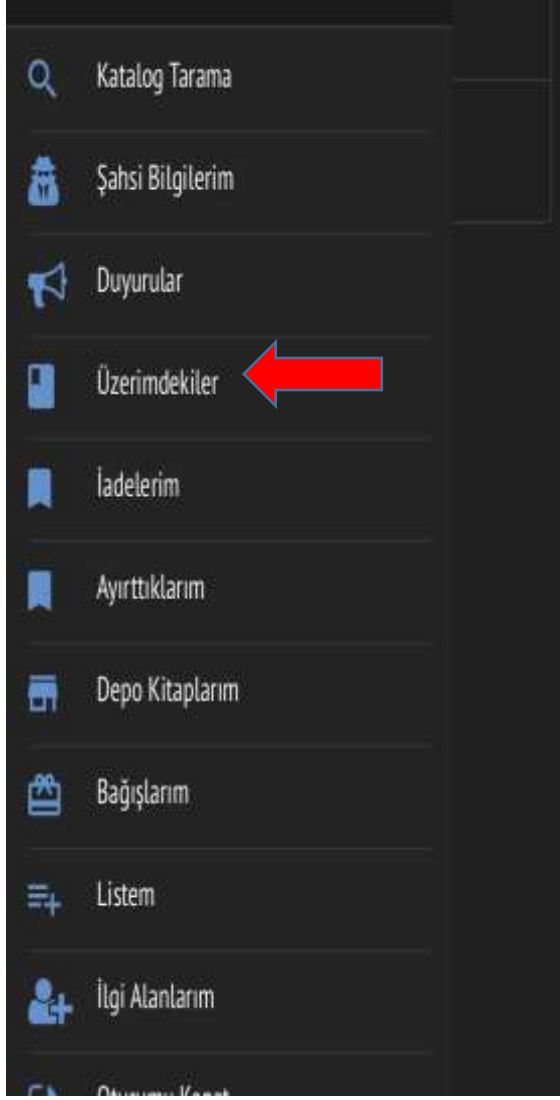 Katalog Tarama
Şahsi Bilgilerim
Duyurular
Üzerimdekiler
İadelerim
Ayırttıklarım
Depo Kitaplarım
Bağışlarım
Listem
İlgi Alanlarım